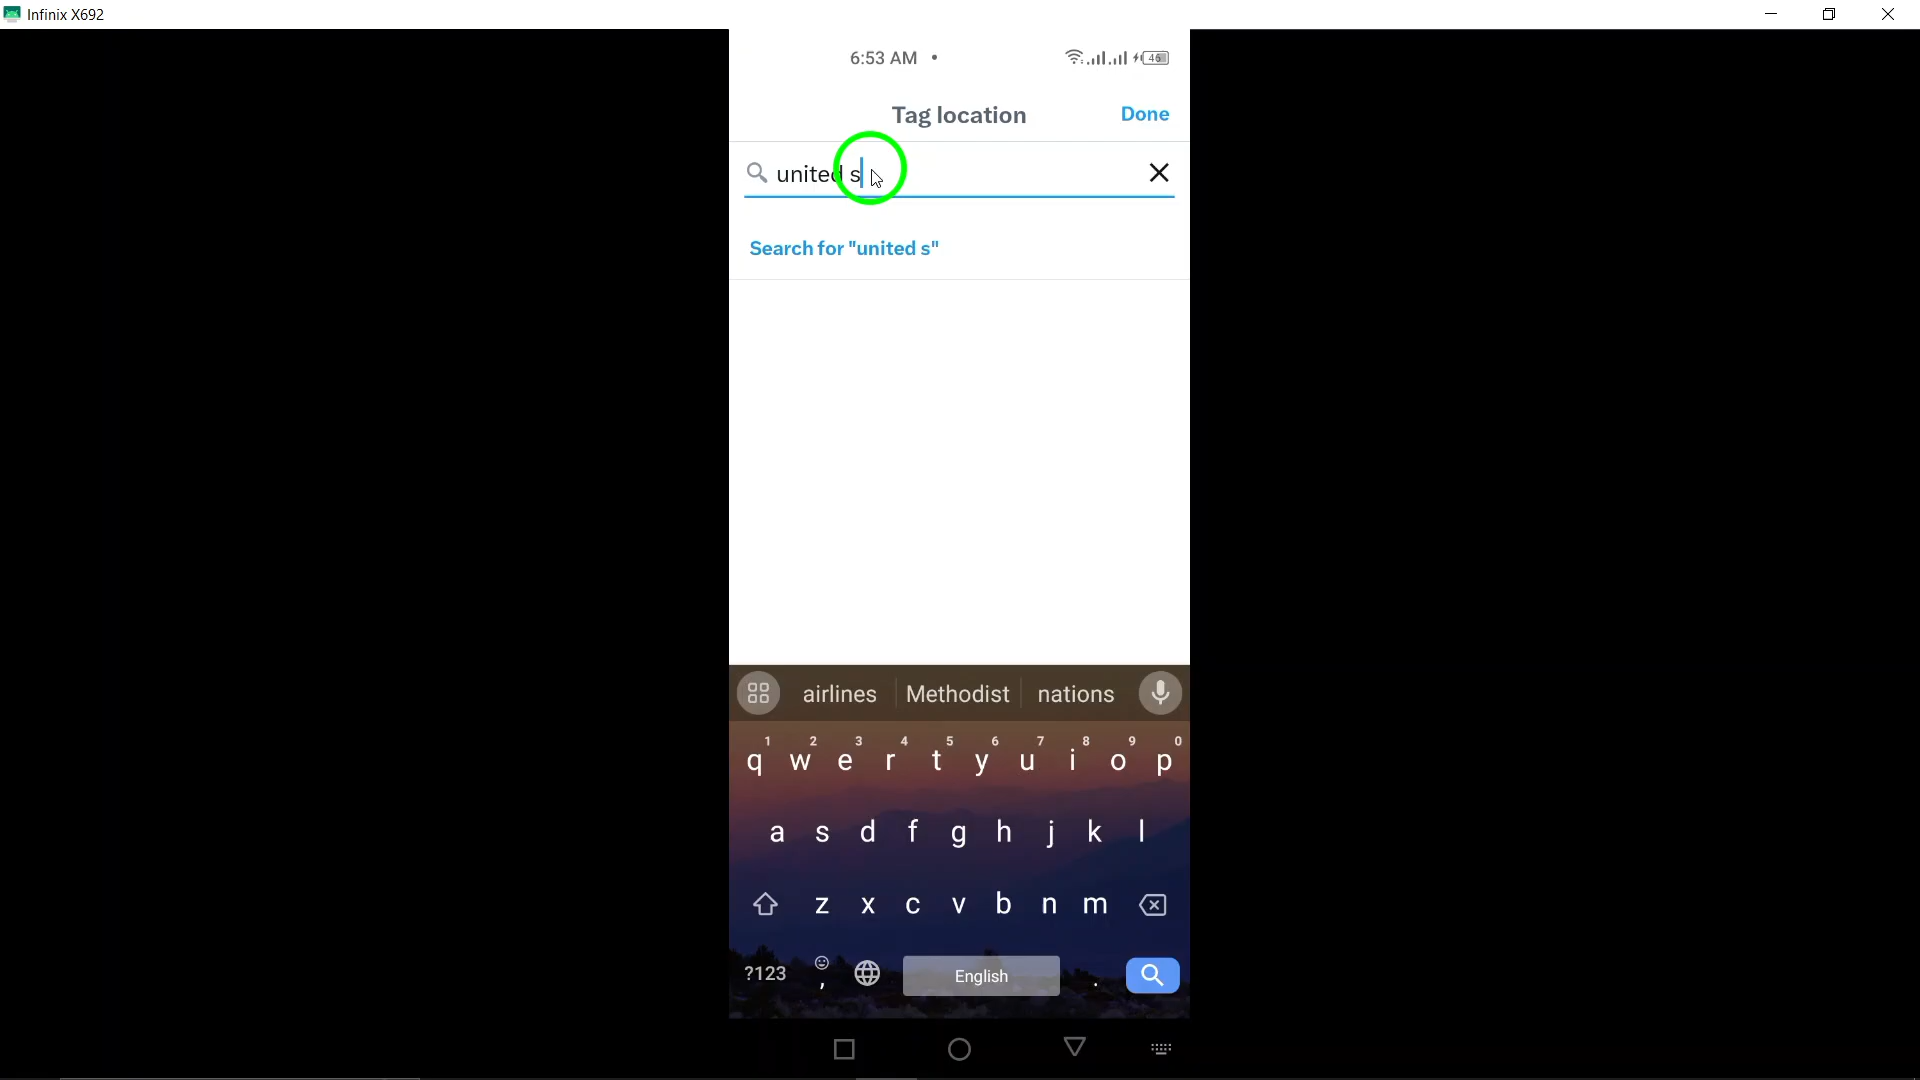 Infinix X692
6:53 AM
46
Tag location
Done
united s
Search for "united s"
airlines
Methodist
nations
1 2 3 4 5 6 7 8 9 0
q w e r t y u i o p
a s d f g h j k l
z x c v b n m
?123 , English .